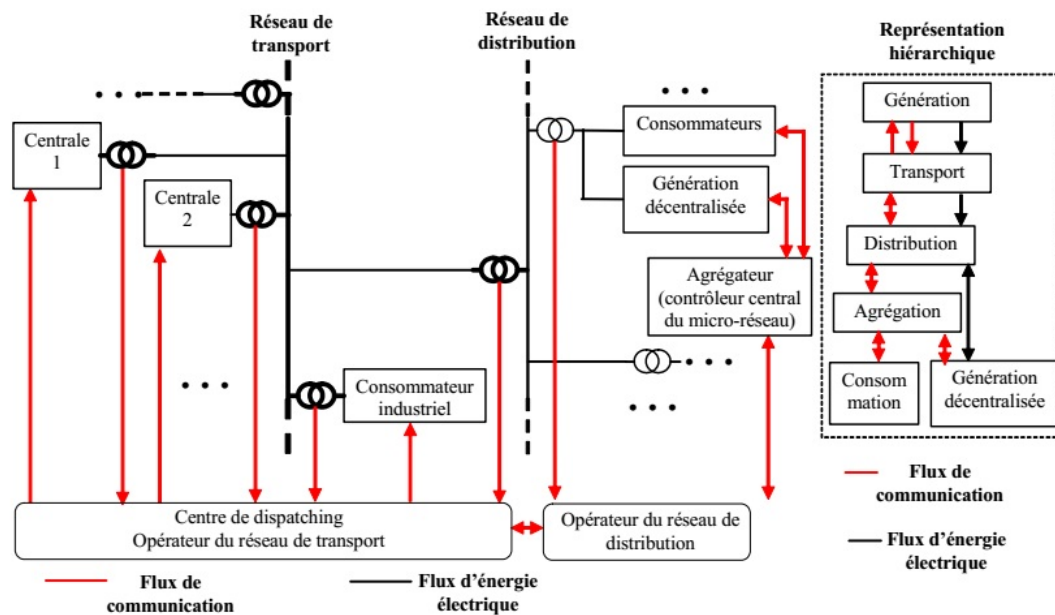 Réseau de
transport
Réseau de
distribution
Représentation
hiérarchique
Centrale
1
Centrale
2
Consommateurs
Génération
décentralisée
Agrégateur
(contrôleur central
du micro-réseau)
Consommateur
industriel
Centre de dispatching
Opérateur du réseau de transport
Opérateur du réseau de
distribution
Flux de
communication
Flux d'énergie
électrique
Génération
Transport
Distribution
Agrégation
Consom
mation
Génération
décentralisée
Flux de
communication
Flux d'énergie
électrique